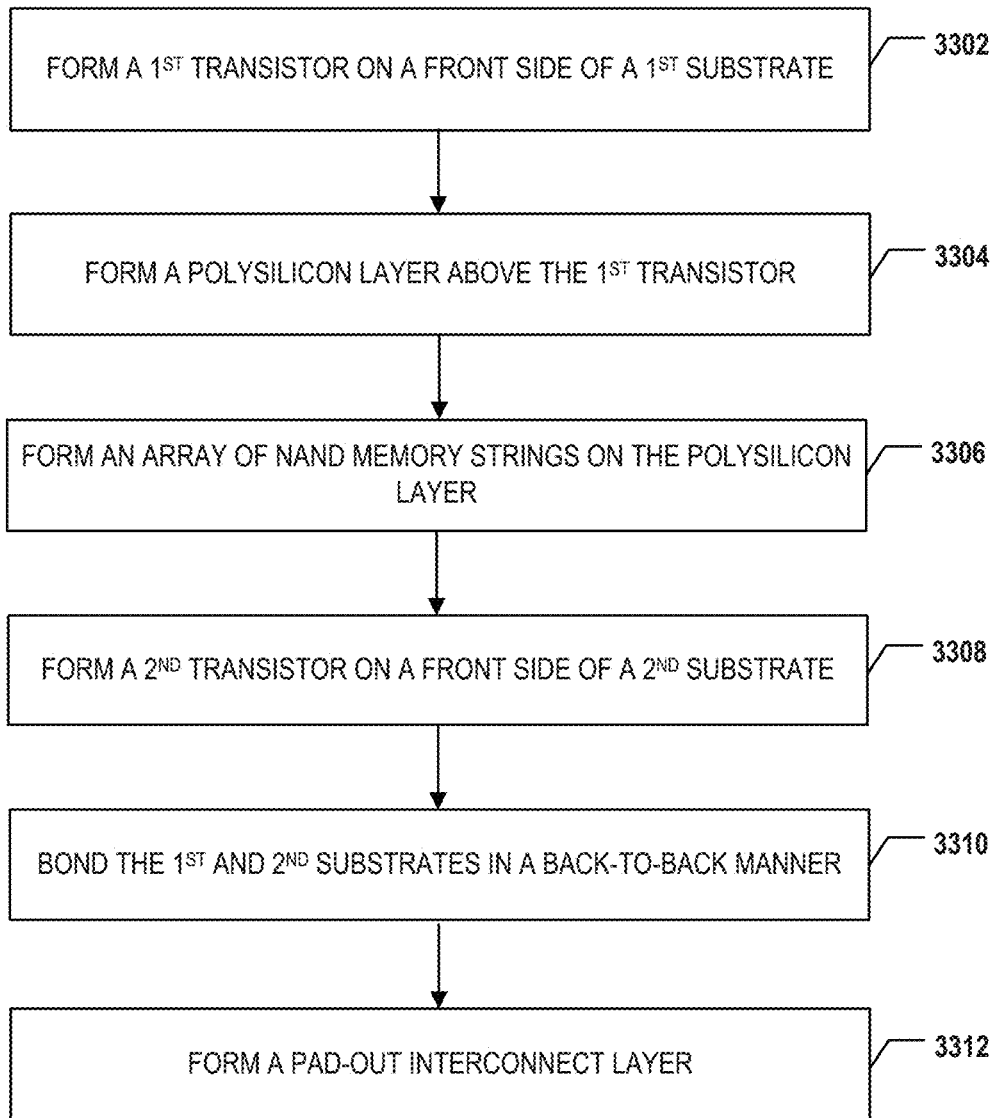 FORM A 1ST TRANSISTOR ON A FRONT SIDE OF A 1ST SUBSTRATE
3302
FORM A POLYSILICON LAYER ABOVE THE 1ST TRANSISTOR
3304
FORM AN ARRAY OF NAND MEMORY STRINGS ON THE POLYSILICON
LAYER
3306
FORM A 2ND TRANSISTOR ON A FRONT SIDE OF A 2ND SUBSTRATE
3308
BOND THE 1ST AND 2ND SUBSTRATES IN A BACK-TO-BACK MANNER
3310
FORM A PAD-OUT INTERCONNECT LAYER
3312